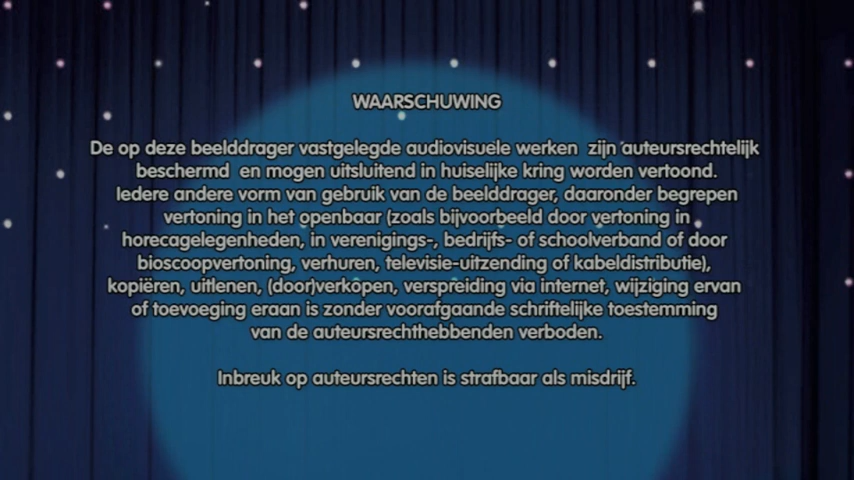 WAARSCHUWING
De op deze beelddrager vastgelegde audiovisuele werken zijn auteursrechtelijk
beschermd en mogen uitsluitend in huiselijke kring worden vertoond.
Iedere andere vorm van gebruik van de beelddrager, daaronder begrepen
vertoning in het openbaar (zoals bijvoorbeeld door vertoning in
horecagelegenheden, in verenigings-, bedrijfs- of schoolverband of door
bioscoopvertoning, verhuren, televisie-uitzending of kabeldistributie),
kopiëren, uitlenen, (door)verkopen, verspreiding via internet, wijziging ervan
of toevoeging eraan is zonder voorafgaande schriftelijke toestemming
van de auteursrechthebbenden verboden.
Inbreuk op auteursrechten is strafbaar als misdrijf.